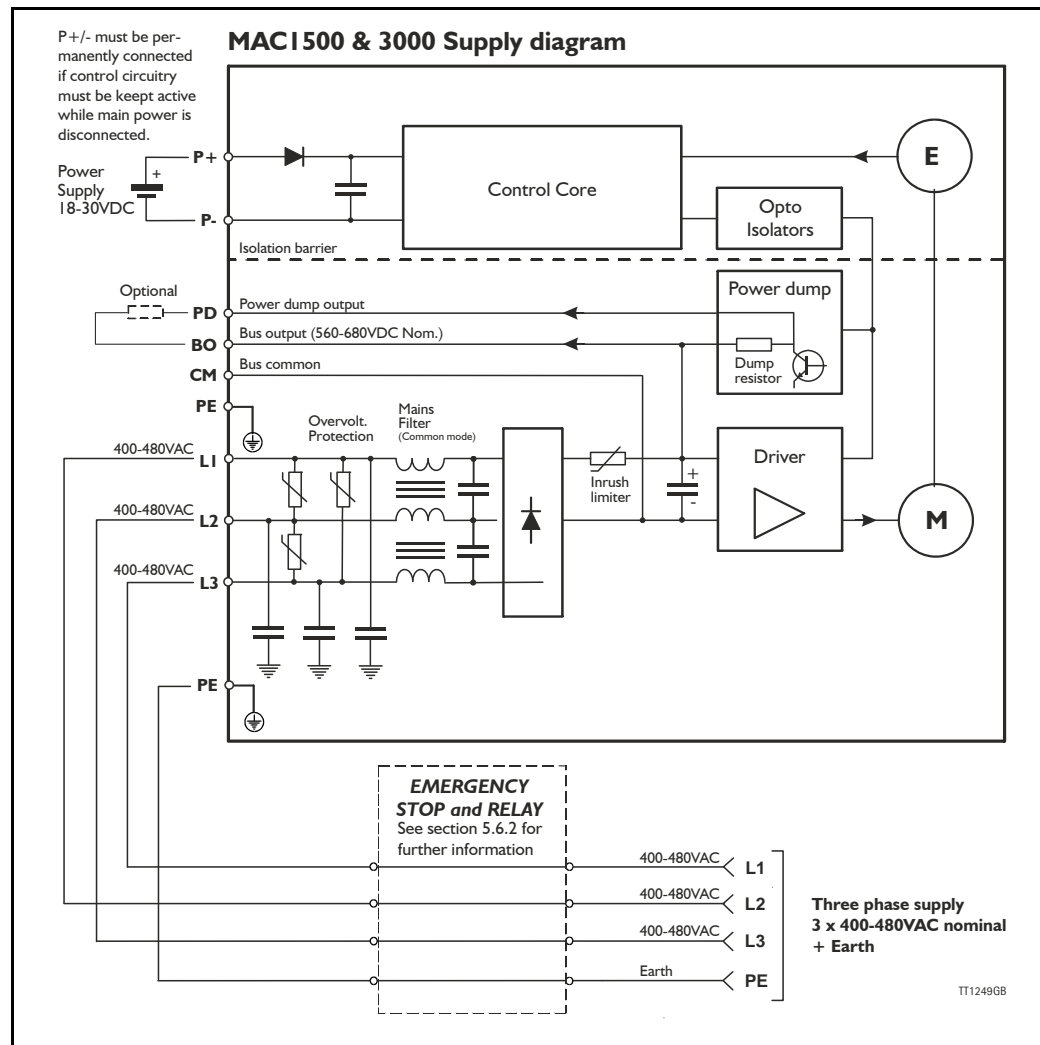 P+/- must be per-
manently connected
if control circuitry
must be keept active
while main power is
disconnected.
MAC1500 & 3000 Supply diagram
P+
Power
Supply
18-30VDC
+
P-
Control Core
E
Opto
Isolators
Isolation barrier
Optional
PD
Power dump output
Power dump
BO
Bus output (560-680VDC Nom.)
Dump
resistor
CM
Bus common
PE
Overvolt.
Protection
Mains
Filter
(Common mode)
400-480VAC
L1
Inrush
limiter
+
-
Driver
400-480VAC
L2
M
400-480VAC
L3
PE
EMERGENCY
STOP and RELAY
See section 5.6.2 for
further information
400-480VAC
L1
400-480VAC
L2
400-480VAC
L3
Earth
PE
Three phase supply
3 x 400-480VAC nominal
+ Earth
TT1249GB